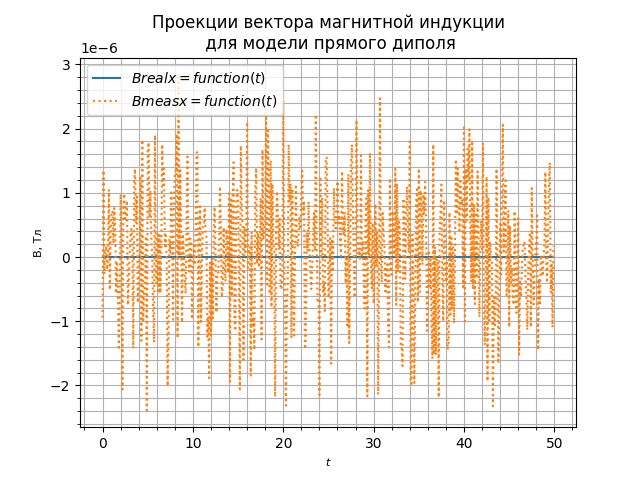 Проекции вектора магнитной индукции
для модели прямого диполя
1e−6
Brealx = function(t)
Bmeasx = function(t)
3
2
1
0
−1
−2
В, Тл
0 10 20 30 40 50
t